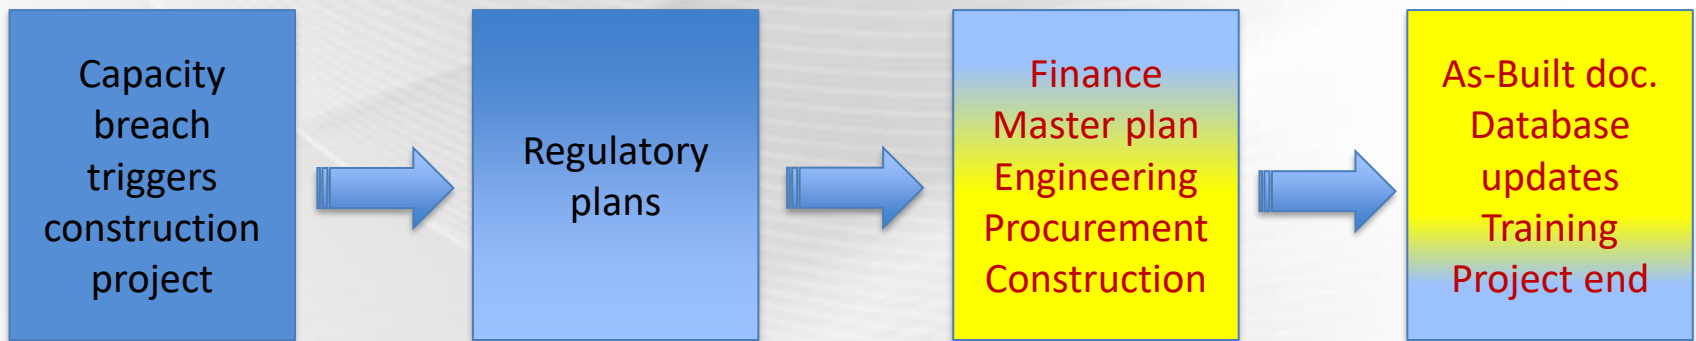 Capacity
breach
triggers
construction
project
Regulatory
plans
Finance
Master plan
Engineering
Procurement
Construction
As-Built doc.
Database
updates
Training
Project end